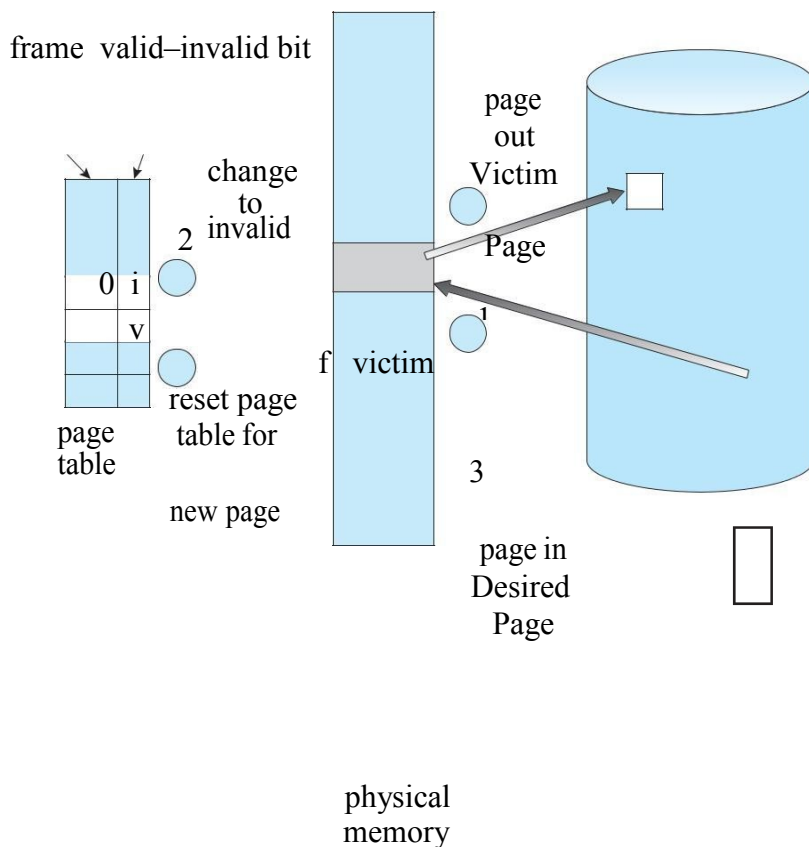 frame valid–invalid bit
change
to
invalid
2
0 i
v
page
table
reset page
table for
new page
f victim
page
out
Victim
Page
1
3
page in
Desired
Page
physical
memory